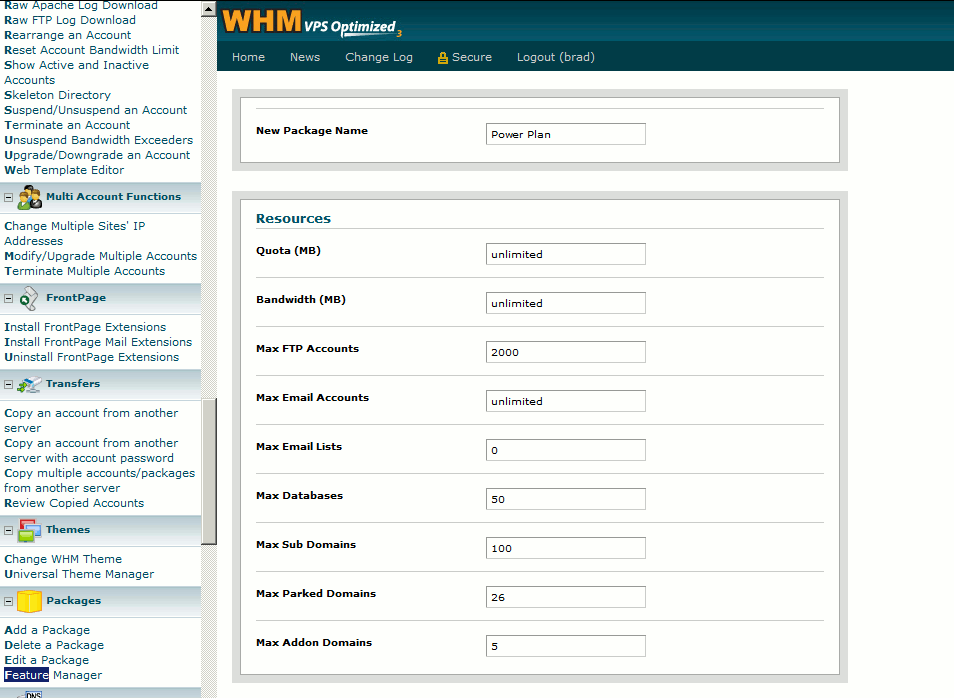 Raw Apache Log Download
Raw FTP Log Download
Rearrange an Account
Reset Account Bandwidth Limit
Show Active and Inactive
Accounts
Skeleton Directory
Suspend/Unsuspend an Account
Terminate an Account
Unsuspend Bandwidth Exceeders
Upgrade/Downgrade an Account
Web Template Editor
Multi Account Functions
Change Multiple Sites' IP
Addresses
Modify/Upgrade Multiple Accounts
Terminate Multiple Accounts
FrontPage
Install FrontPage Extensions
Install FrontPage Mail Extensions
Uninstall FrontPage Extensions
Transfers
Copy an account from another
server
Copy an account from another
server with account password
Copy multiple accounts/packages
from another server
Review Copied Accounts
Themes
Change WHM Theme
Universal Theme Manager
Packages
Add a Package
Delete a Package
Edit a Package
Feature Manager
DNS
WHM VPS Optimized 3
Home News Change Log Secure Logout (brad)
New Package Name Power Plan
Resources
Quota (MB) unlimited
Bandwidth (MB) unlimited
Max FTP Accounts 2000
Max Email Accounts unlimited
Max Email Lists 0
Max Databases 50
Max Sub Domains 100
Max Parked Domains 26
Max Addon Domains 5